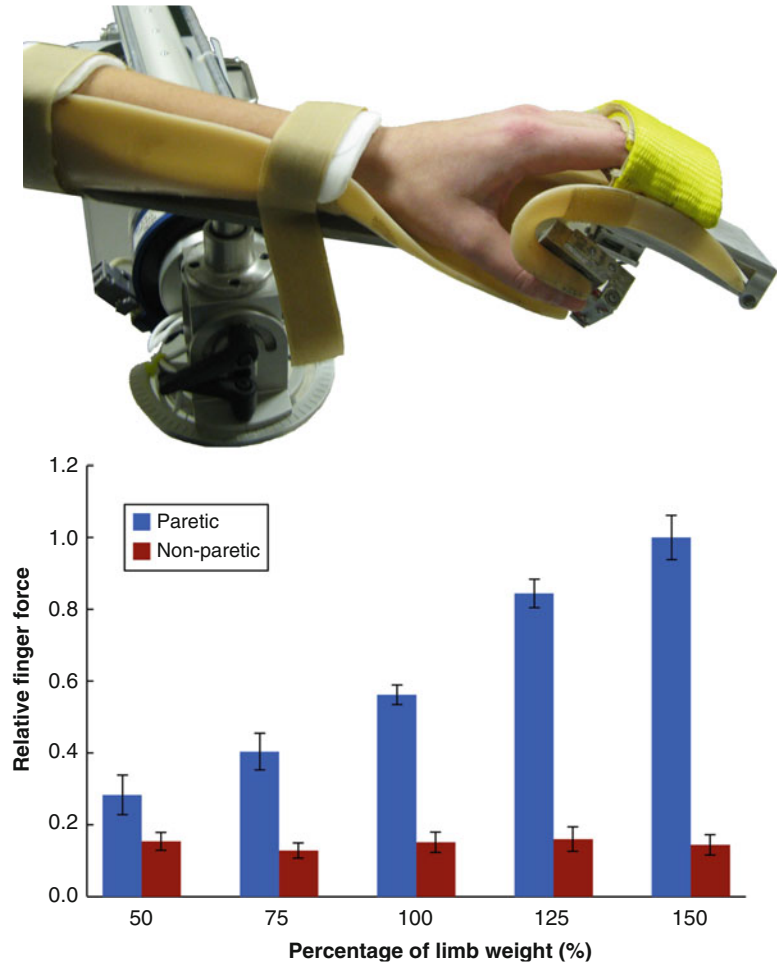 1.2
1.0
0.8
0.6
0.4
0.2
0.0
Relative finger force
Paretic
Non-paretic
50 75 100 125 150
Percentage of limb weight (%)